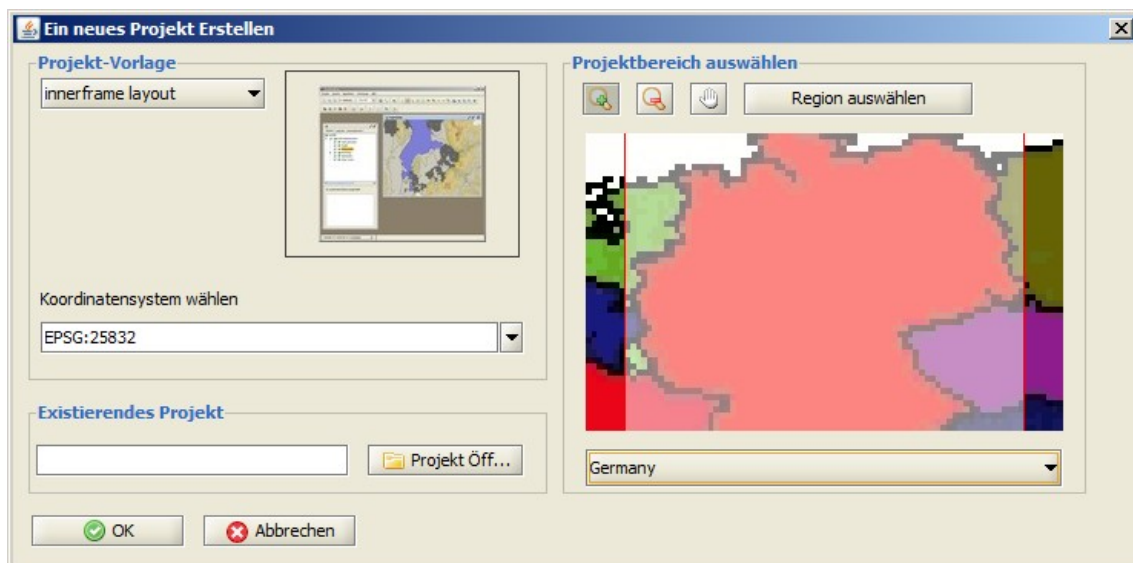 Ein neues Projekt Erstellen
Projekt-Vorlage
innerframe layout
Koordinatensystem wählen
EPSG:25832
Existierendes Projekt
Projekt Öff...
OK
Abbrechen
Projektbereich auswählen
Region auswählen
Germany